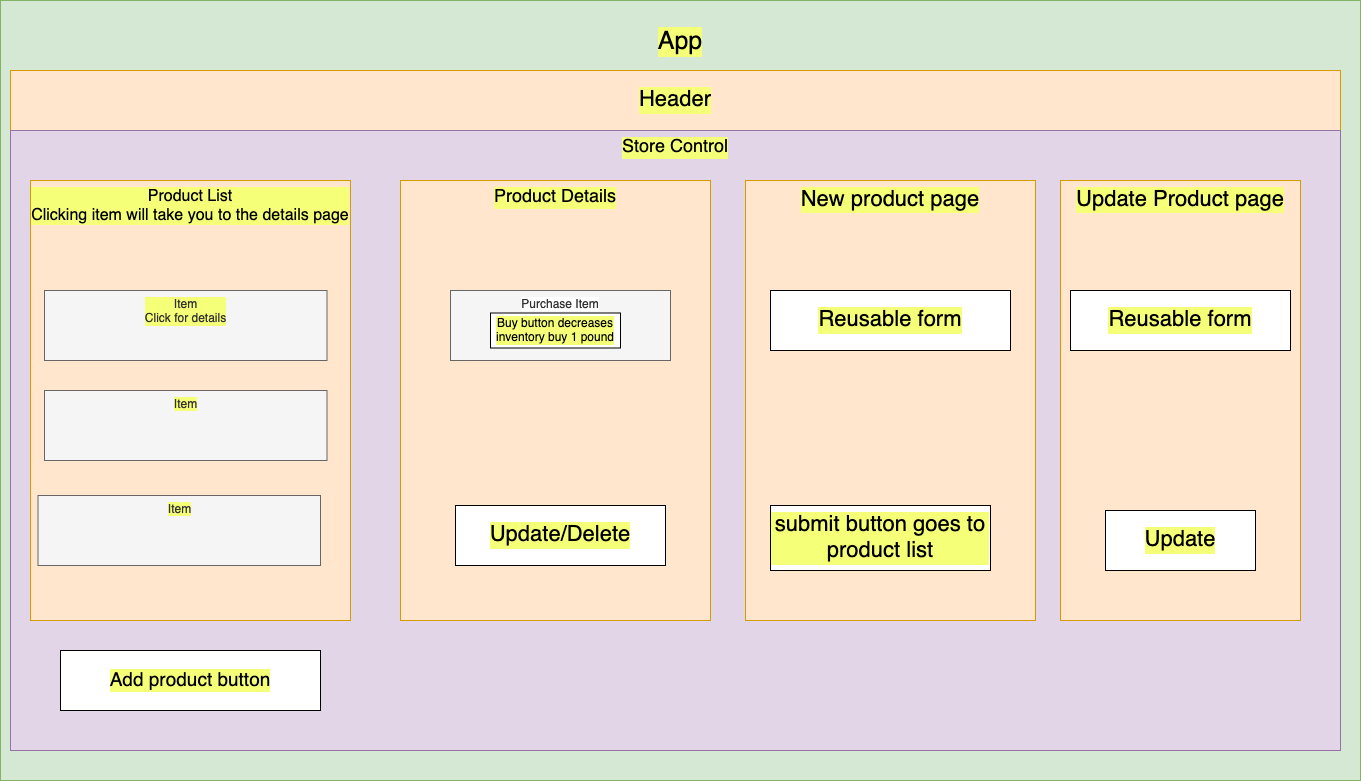 App
Header
Store Control
Product List
Clicking item will take you to the details page
Item
Click for details
Item
Item
Add product button
Product Details
Purchase Item
Buy button decreases
inventory buy 1 pound
Update/Delete
New product page
Reusable form
submit button goes to
product list
Update Product page
Reusable form
Update